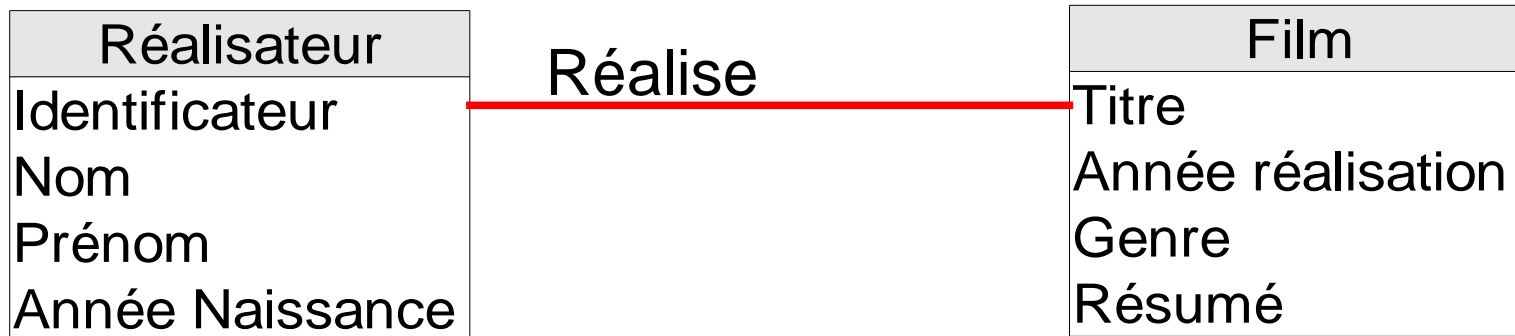 Réalisateur
Identificateur
Nom
Prénom
Année Naissance
Réalise
Film
Titre
Année réalisation
Genre
Résumé